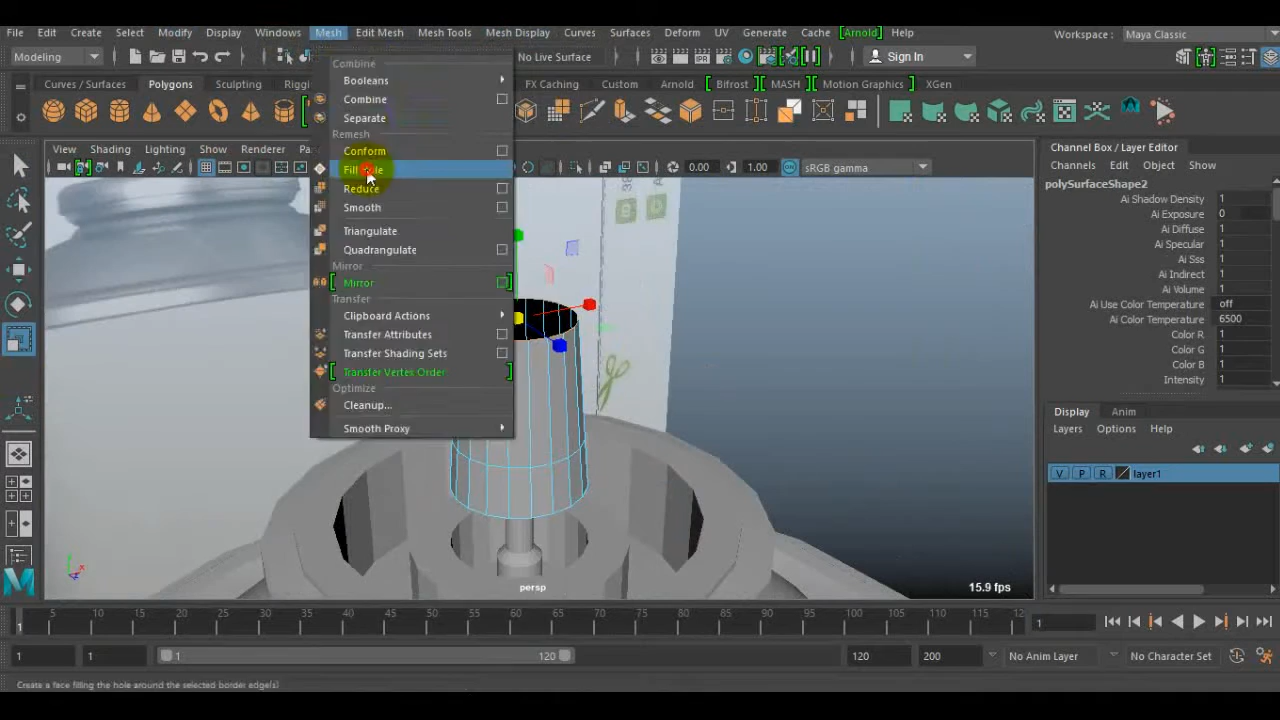 File Edit Create Select Modify Display Windows Mesh Edit Mesh Mesh Tools Mesh Display Curves Surfaces Deform UV Generate Cache Arnold Help
Workspace : Maya Classic
Modeling
No Live Surface
Sign In
Curves / Surfaces Polygons Sculpting
FX Caching Custom Arnold Bifrost MASH Motion Graphics XGen
View Shading Lighting Show Renderer
0.00 1.00 sRGB gamma
Combine
Booleans
Combine
Separate
Remesh
Conform
Reduce
Smooth
Triangulate
Quadrangulate
Mirror
Mirror
Transfer
Clipboard Actions
Transfer Attributes
Transfer Shading Sets
Transfer Vertex Order
Optimize
Cleanup...
Smooth Proxy
persp
15.9 fps
Channel Box / Layer Editor
Channels Edit Object Show
polySurfaceShape2
Ai Shadow Density 1
Ai Exposure 0
Ai Diffuse 1
Ai Specular 1
Ai Sss 1
Ai Indirect 1
Ai Volume 1
Ai Use Color Temperature off
Ai Color Temperature 6500
Color R 1
Color G 1
Color B 1
Intensity 1
Display Anim
Layers Options Help
V P R layer1
5 10 15 20 25 30 35 40 45 50 55 60 65 70 75 80 85 90 95 100 105 110 115 12
1 1
1 1 1 120 120 200 No Anim Layer No Character Set
Create a face filling the hole around the selected border edge(s)